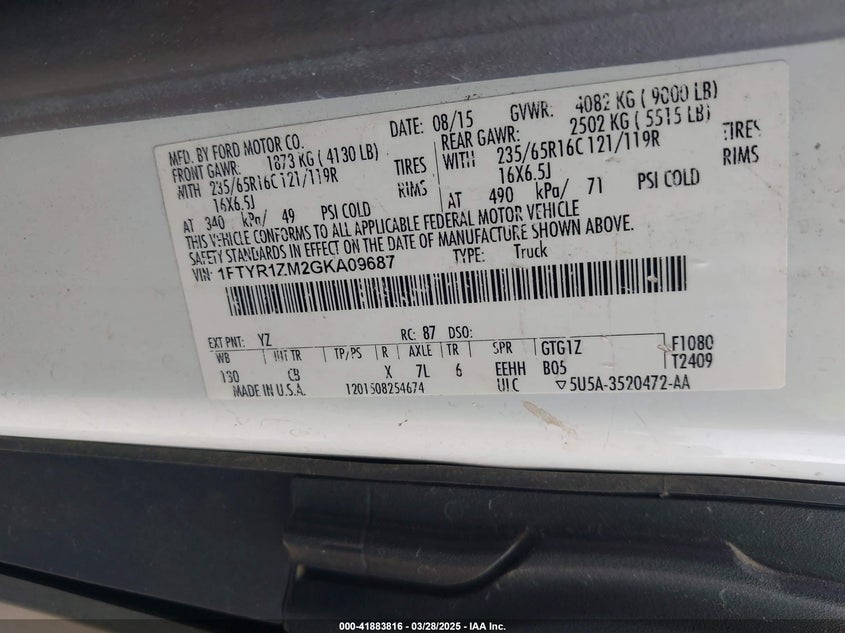 MFD. BY FORD MOTOR CO. DATE: 08/15 GVWR: 4082 KG ( 9000 LB)
FRONT GAWR: 1873 KG ( 4130 LB) REAR GAWR: 2502 KG ( 5515 LB)
WITH 235/65R16C 121/119R TIRES WITH 235/65R16C 121/119R TIRES
16X6.5J RIMS 16X6.5J RIMS
AT 340 kPa/ 49 PSI COLD AT 490 kPa/ 71 PSI COLD
THIS VEHICLE CONFORMS TO ALL APPLICABLE FEDERAL MOTOR VEHICLE
SAFETY STANDARDS IN EFFECT ON THE DATE OF MANUFACTURE SHOWN ABOVE.
VIN: 1FTYR1ZM2GKA09687 TYPE: Truck
EXT PNT: YZ RC: 87 DSO:
WB INT TR TP/PS R AXLE TR SPR GTG1Z F1080
130 CB X 7L 6 EEHH B05 T2409
MADE IN U.S.A. 1201508254674 UIC ▽5U5A-3520472-AA
000-41883816 — 03/28/2025 — IAA Inc.